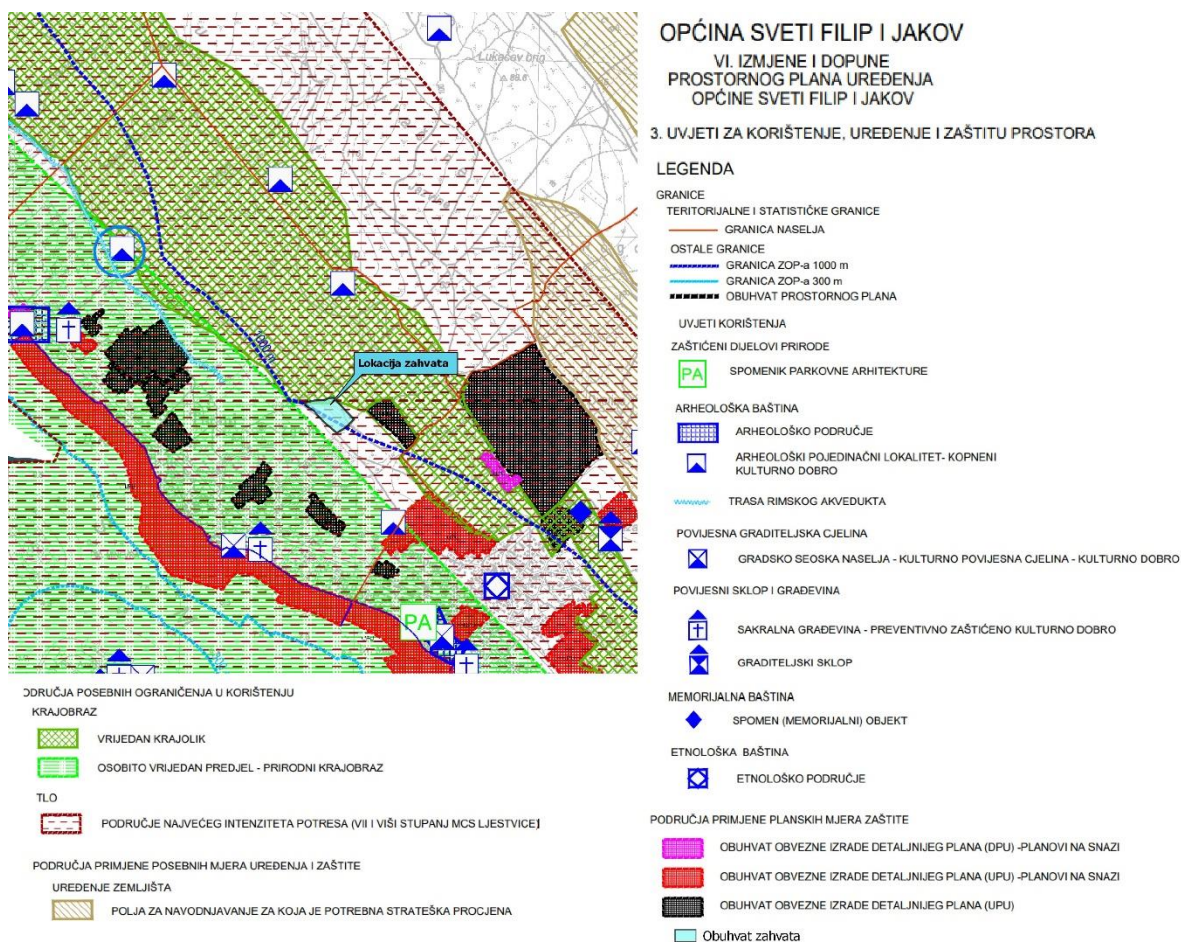 Lukačev brig
88.6
1000 m
Lokacija zahvata
PA
OPĆINA SVETI FILIP I JAKOV
VI. IZMJENE I DOPUNE
PROSTORNOG PLANA UREĐENJA
OPĆINE SVETI FILIP I JAKOV
3. UVJETI ZA KORIŠTENJE, UREĐENJE I ZAŠTITU PROSTORA
LEGENDA
GRANICE
TERITORIJALNE I STATISTIČKE GRANICE
GRANICA NASELJA
OSTALE GRANICE
GRANICA ZOP-a 1000 m
GRANICA ZOP-a 300 m
OBUHVAT PROSTORNOG PLANA
UVJETI KORIŠTENJA
ZAŠTIĆENI DIJELOVI PRIRODE
PA SPOMENIK PARKOVNE ARHITEKTURE
ARHEOLOŠKA BAŠTINA
ARHEOLOŠKO PODRUČJE
ARHEOLOŠKI POJEDINAČNI LOKALITET- KOPNENI
KULTURNO DOBRO
TRASA RIMSKOG AKVEDUKTA
POVIJESNA GRADITELJSKA CJELINA
GRADSKO SEOSKA NASELJA - KULTURNO POVIJESNA CJELINA - KULTURNO DOBRO
POVIJESNI SKLOP I GRAĐEVINA
SAKRALNA GRAĐEVINA - PREVENTIVNO ZAŠTIĆENO KULTURNO DOBRO
GRADITELJSKI SKLOP
MEMORIJALNA BAŠTINA
SPOMEN (MEMORIJALNI) OBJEKT
ETNOLOŠKA BAŠTINA
ETNOLOŠKO PODRUČJE
PODRUČJA PRIMJENE PLANSKIH MJERA ZAŠTITE
OBUHVAT OBVEZNE IZRADE DETALJNIJEG PLANA (DPU) -PLANOVI NA SNAZI
OBUHVAT OBVEZNE IZRADE DETALJNIJEG PLANA (UPU) -PLANOVI NA SNAZI
OBUHVAT OBVEZNE IZRADE DETALJNIJEG PLANA (UPU)
Obuhvat zahvata
ODRUČJA POSEBNIH OGRANIČENJA U KORIŠTENJU
KRAJOBRAZ
VRIJEDAN KRAJOLIK
OSOBITO VRIJEDAN PREDJEL - PRIRODNI KRAJOBRAZ
TLO
PODRUČJE NAJVEĆEG INTENZITETA POTRESA (VII I VIŠI STUPANJ MCS LJESTVICE)
PODRUČJA PRIMJENE POSEBNIH MJERA UREĐENJA I ZAŠTITE
UREĐENJE ZEMLJIŠTA
POLJA ZA NAVODNJAVANJE ZA KOJA JE POTREBNA STRATEŠKA PROCJENA